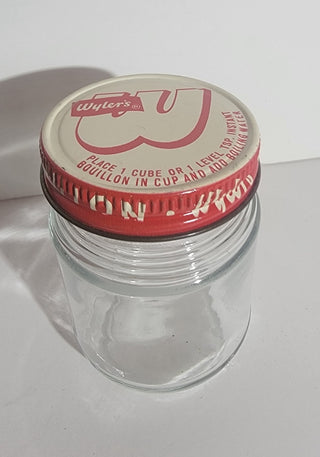 Wyler's ®
W
PLACE 1 CUBE OR 1 LEVEL TSP. INSTANT
BOUILLON IN CUP AND ADD BOILING WATER